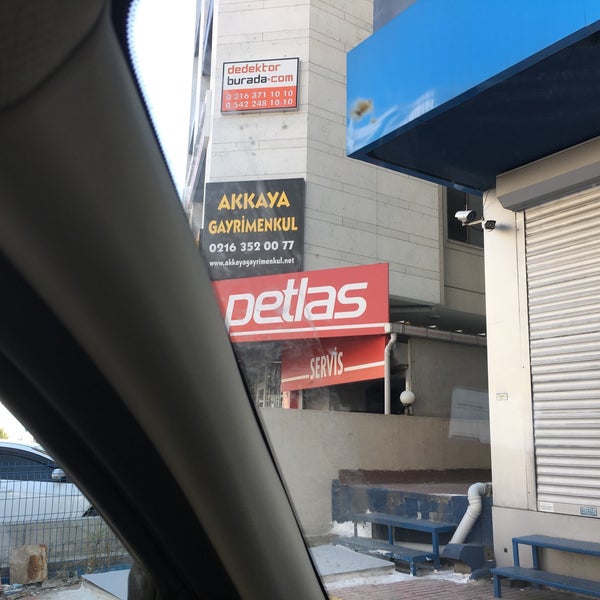 dedektor
burada.com
0 216 371 10 10
0 542 248 10 10
AKKAYA
GAYRİMENKUL
0216 352 00 77
www.akkayagayrimenkul.net
petlas
SERVİS